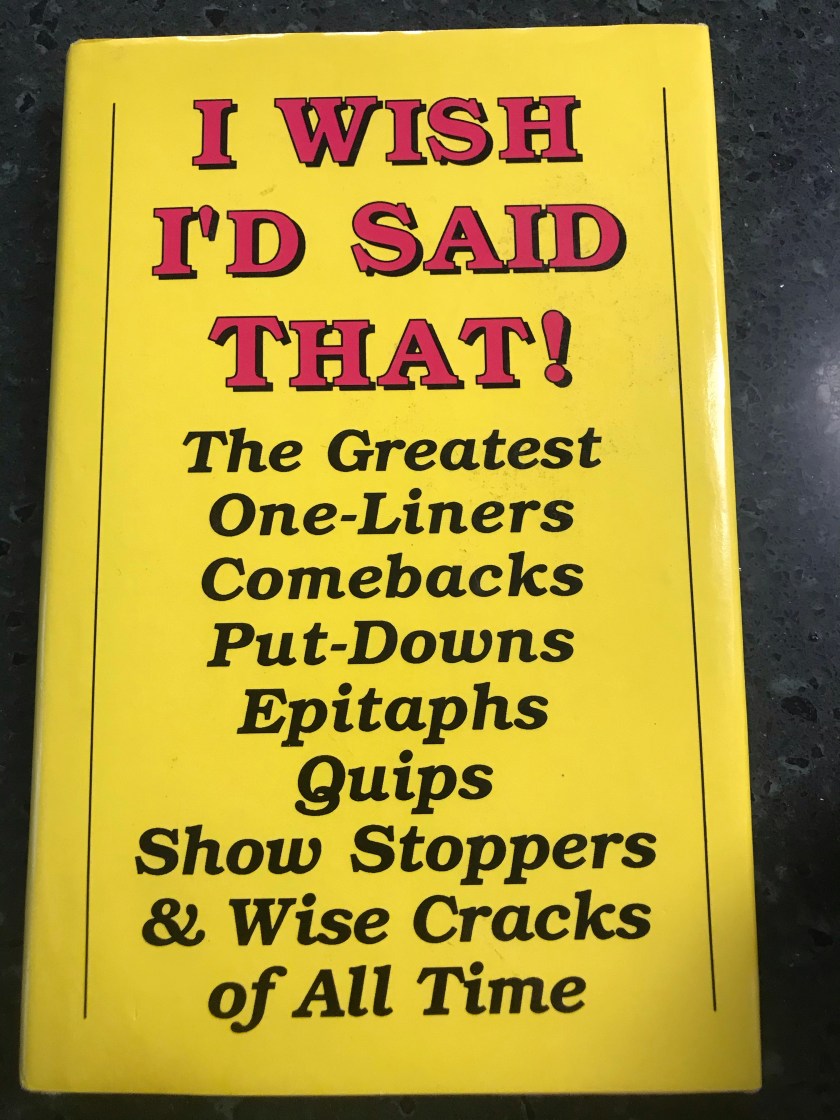 I WISH
I'D SAID
THAT!
The Greatest
One-Liners
Comebacks
Put-Downs
Epitaphs
Quips
Show Stoppers
& Wise Cracks
of All Time